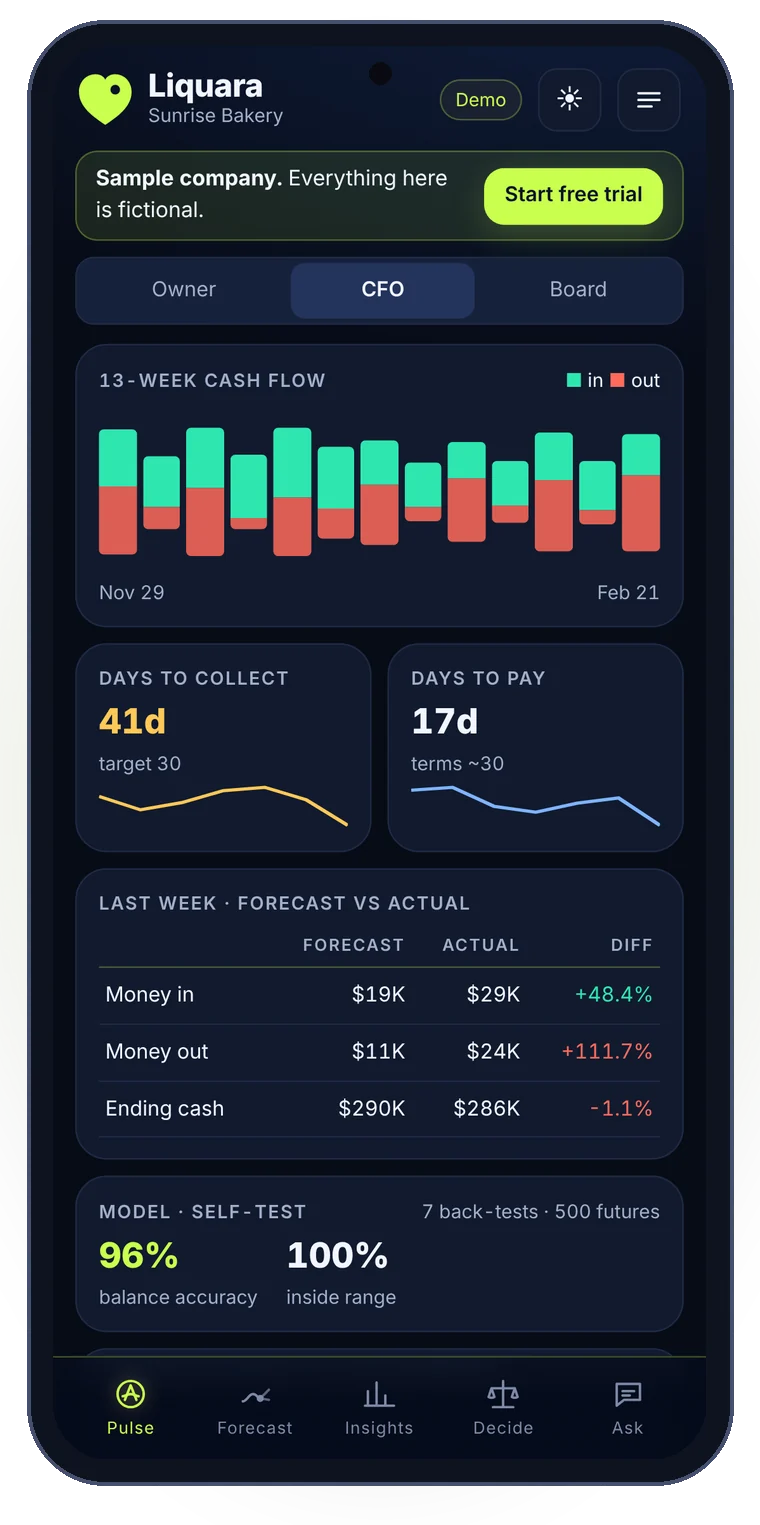 Liquara
Sunrise Bakery
Demo
Sample company. Everything here
is fictional.
Start free trial
Owner CFO Board
13-WEEK CASH FLOW
in out
Nov 29 Feb 21
DAYS TO COLLECT
41d
target 30
DAYS TO PAY
17d
terms ~30
LAST WEEK · FORECAST VS ACTUAL
FORECAST ACTUAL DIFF
Money in $19K $29K +48.4%
Money out $11K $24K +111.7%
Ending cash $290K $286K -1.1%
MODEL · SELF-TEST 7 back-tests · 500 futures
96% 100%
balance accuracy inside range
Pulse Forecast Insights Decide Ask